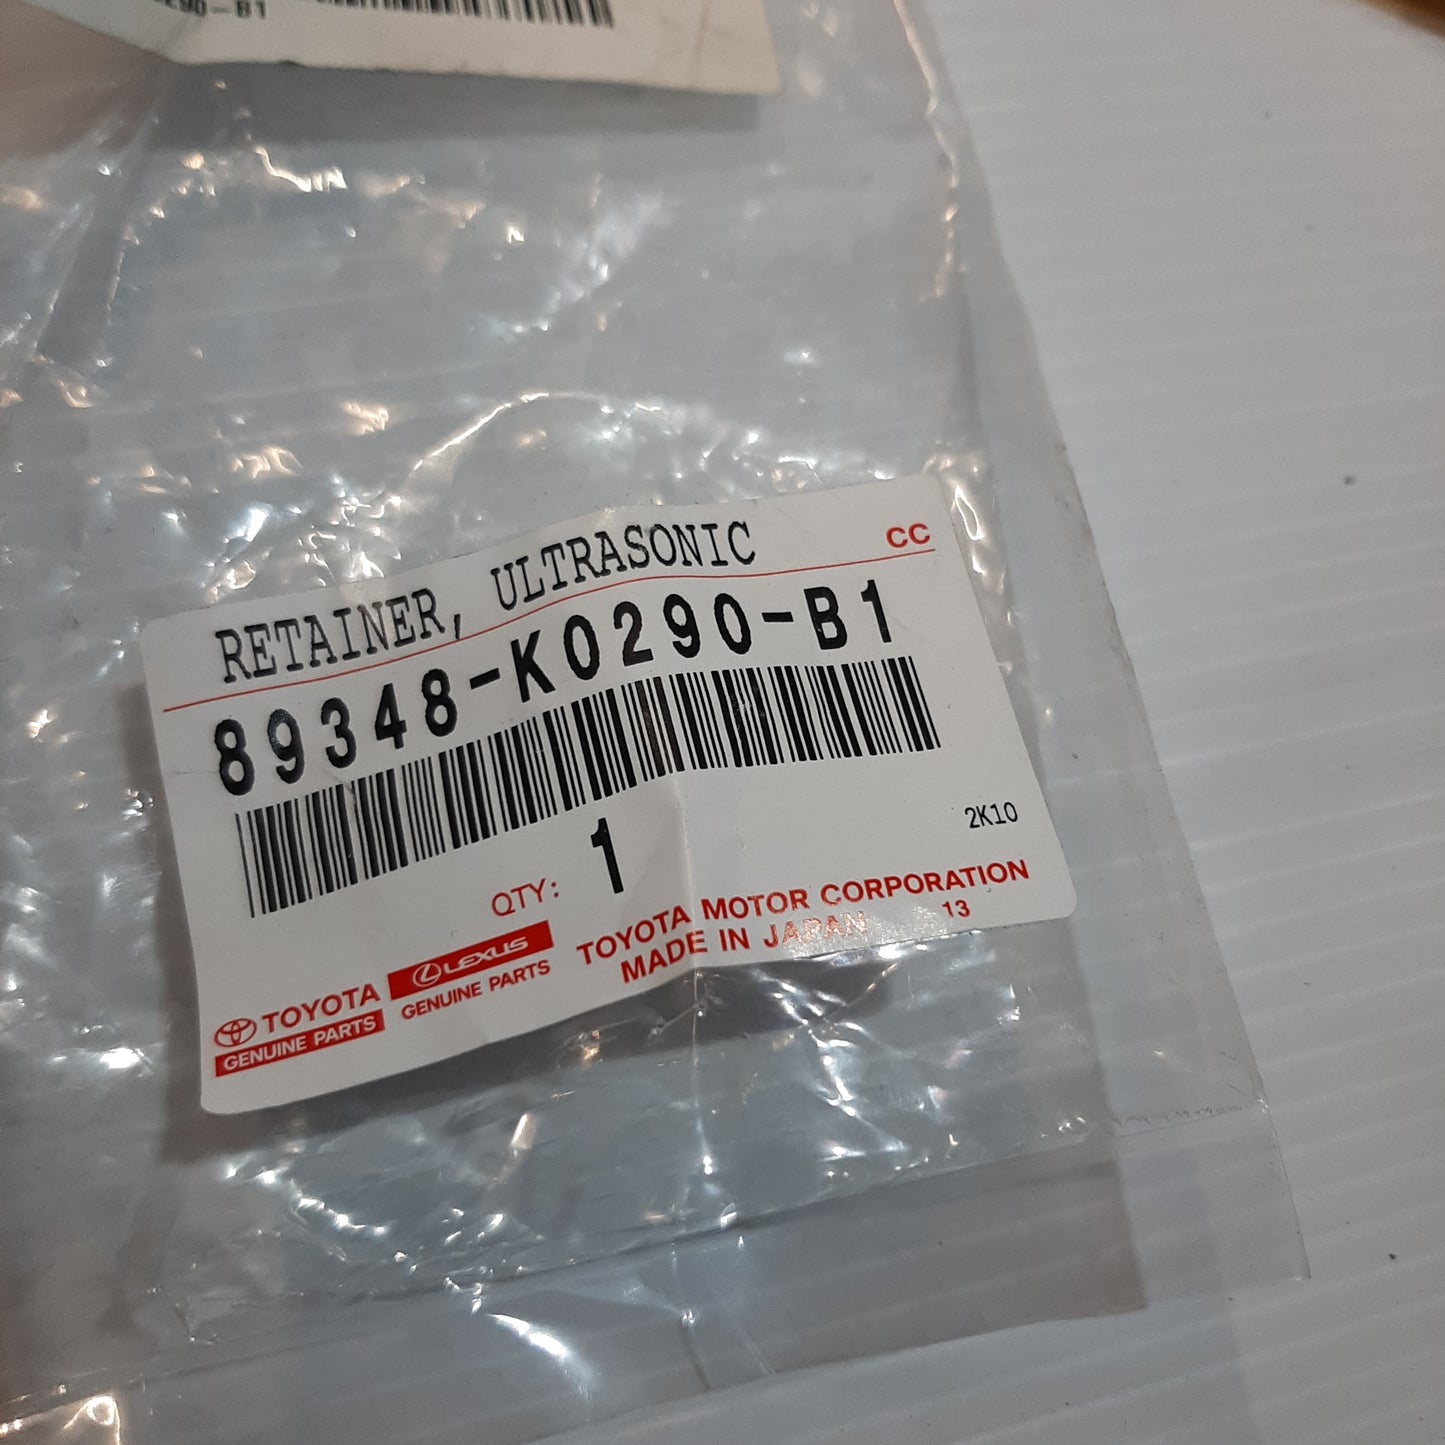 290-B1
RETAINER, ULTRASONIC
CC
89348-K0290-B1
QTY: 1
2K10
TOYOTA
GENUINE PARTS
LEXUS
GENUINE PARTS
TOYOTA MOTOR CORPORATION
MADE IN JAPAN 13